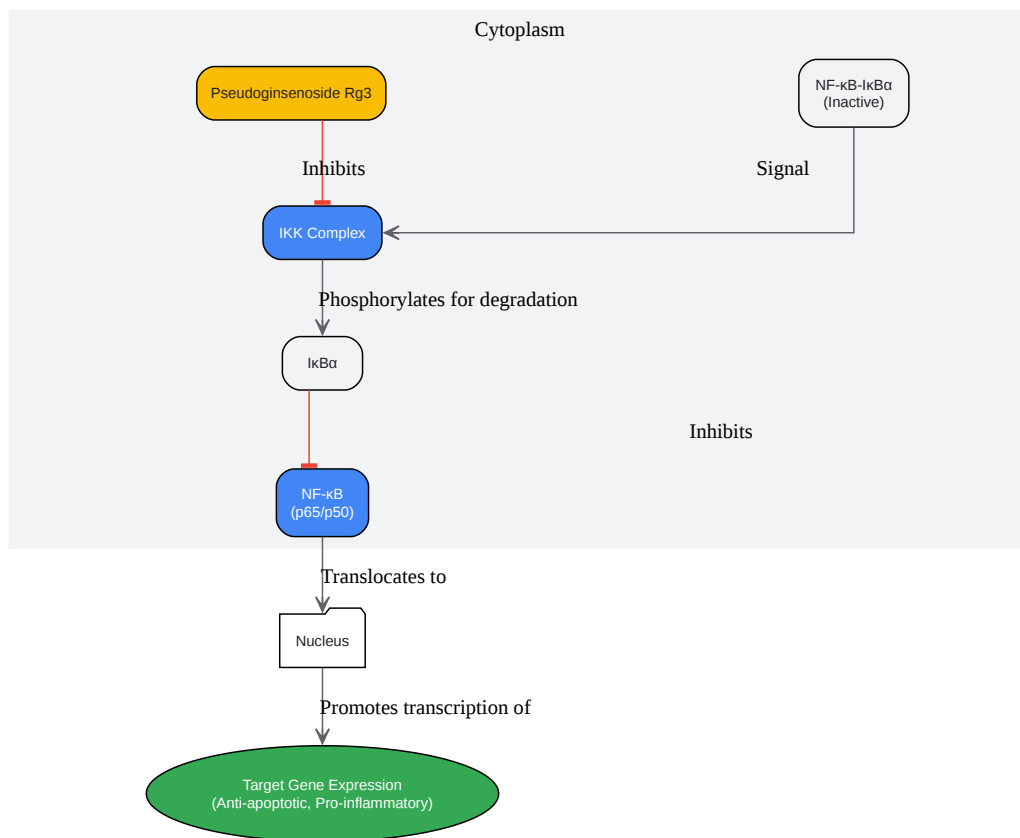 Cytoplasm
Pseudoginsenoside Rg3
NF-κB-IκBα
(Inactive)
Inhibits
Signal
IKK Complex
Phosphorylates for degradation
IκBα
Inhibits
NF-κB
(p65/p50)
Translocates to
Nucleus
Promotes transcription of
Target Gene Expression
(Anti-apoptotic, Pro-inflammatory)